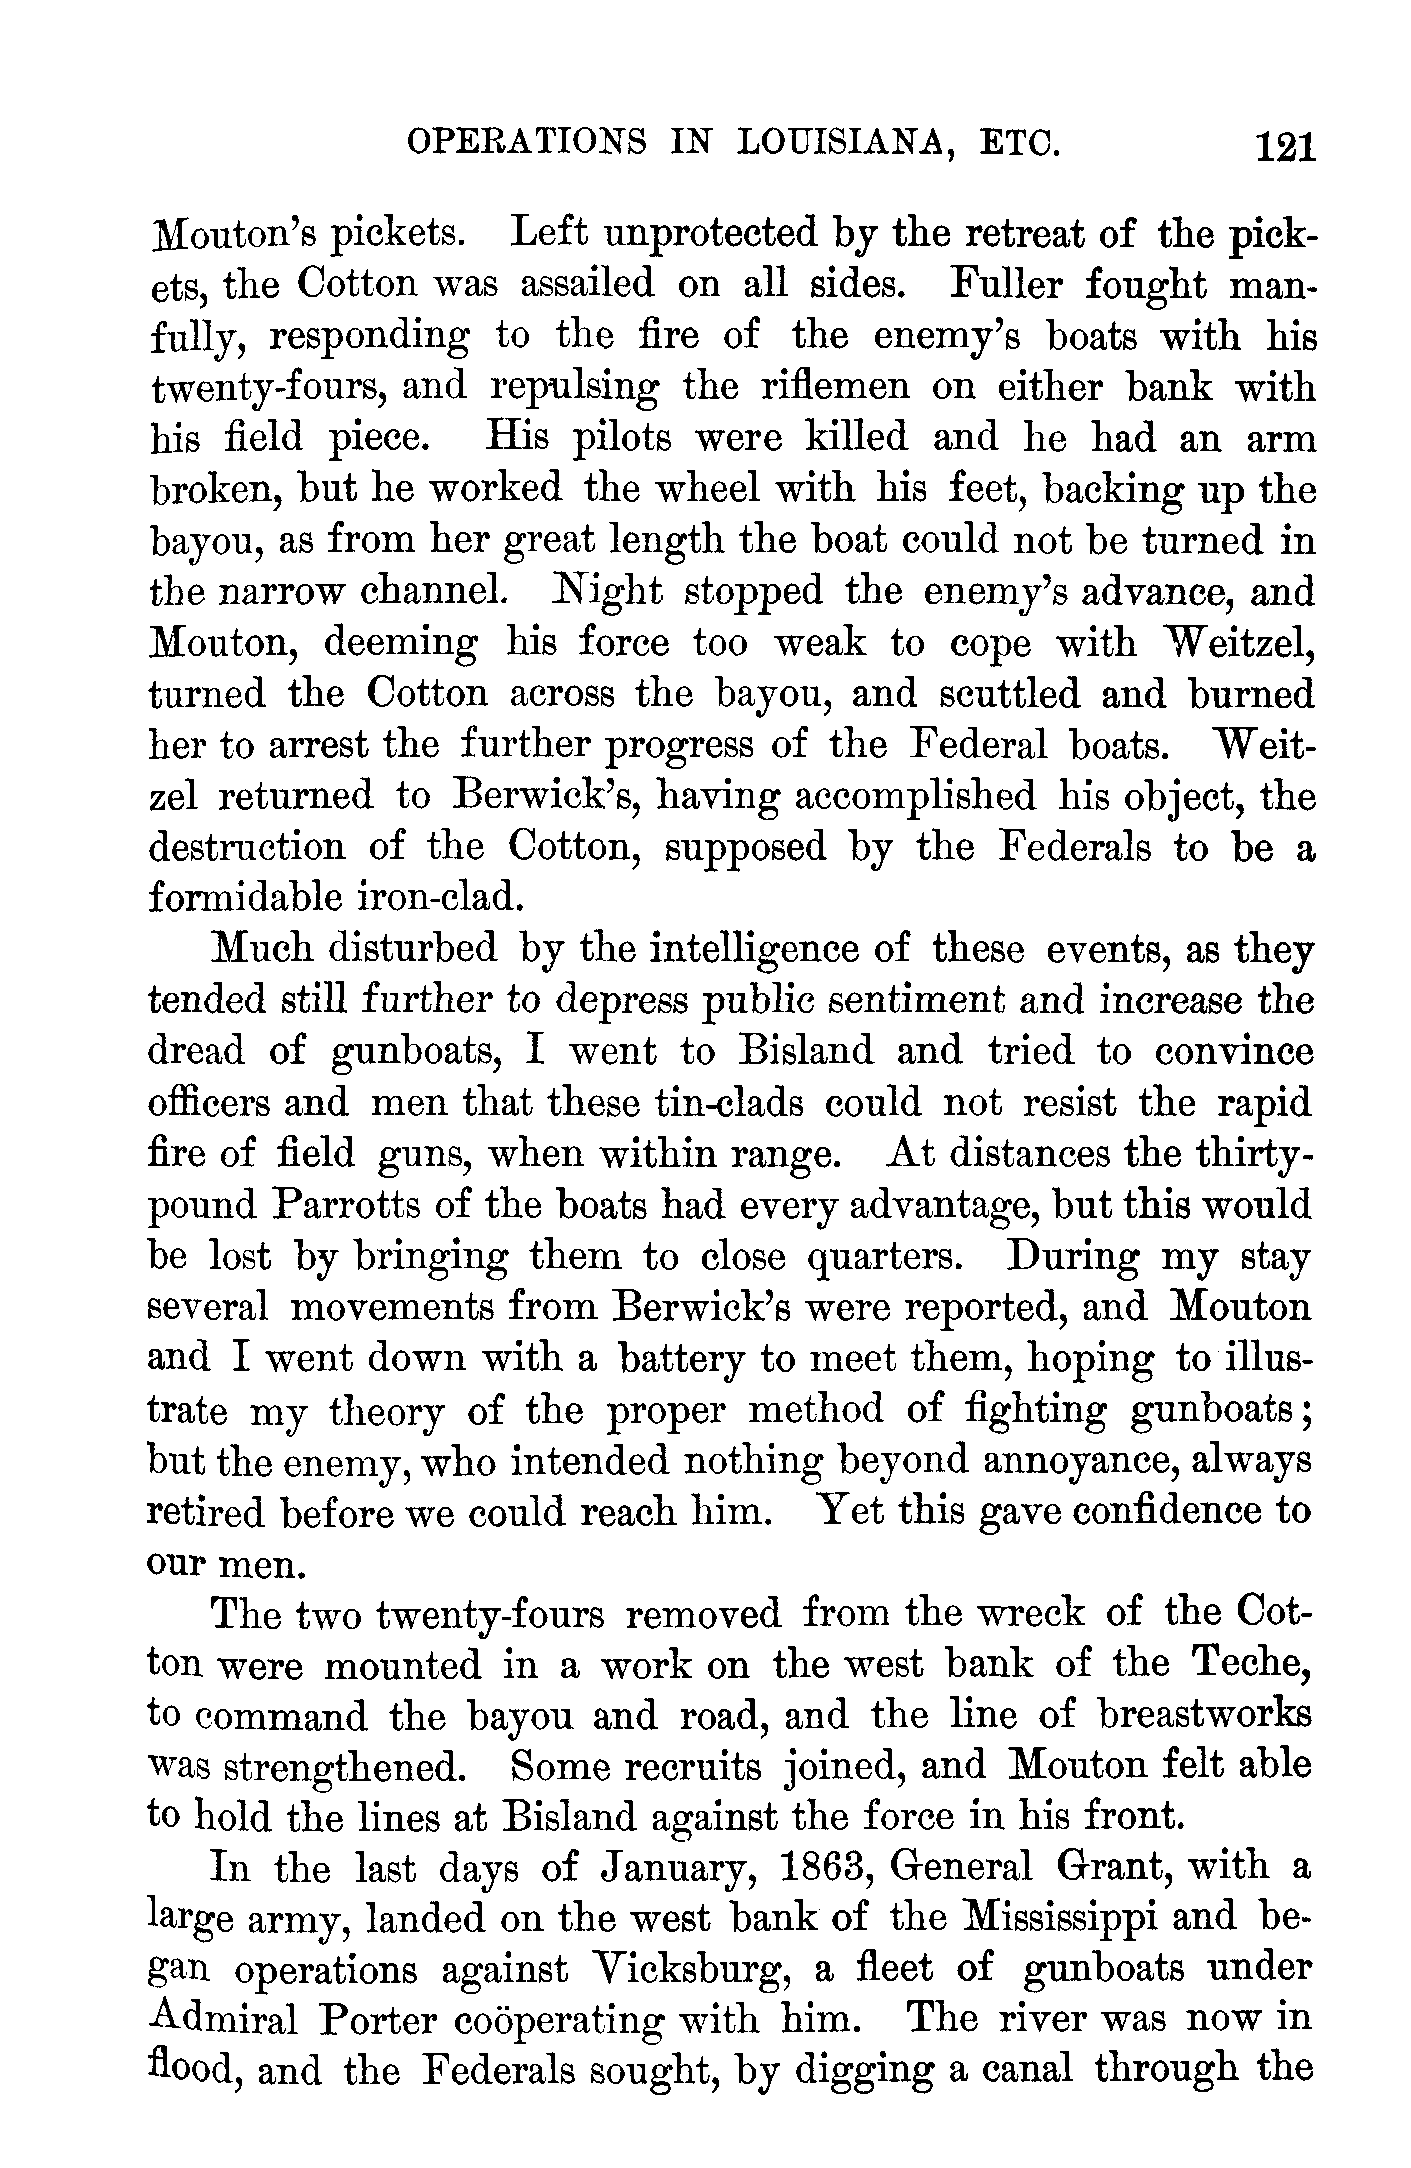 OPERATIONS IN LOUISIANA, ETC. 121
Mouton's pickets. Left unprotected by the retreat of the pick-
ets, the Cotton was assailed on all sides. Fuller fought man-
fully, responding to the fire of the enemy's boats with his
twenty-fours, and repulsing the riflemen on either bank with
his field piece. His pilots were killed and he had an arm
broken, but he worked the wheel with his feet, backing up the
bayou, as from her great length the boat could not be turned in
the narrow channel. Night stopped the enemy's advance, and
Mouton, deeming his force too weak to cope with Weitzel,
turned the Cotton across the bayou, and scuttled and burned
her to arrest the further progress of the Federal boats. Weit-
zel returned to Berwick's, having accomplished his object, the
destruction of the Cotton, supposed by the Federals to be a
formidable iron-clad.
Much disturbed by the intelligence of these events, as they
tended still further to depress public sentiment and increase the
dread of gunboats, I went to Bisland and tried to convince
officers and men that these tin-clads could not resist the rapid
fire of field guns, when within range. At distances the thirty-
pound Parrotts of the boats had every advantage, but this would
be lost by bringing them to close quarters. During my stay
several movements from Berwick's were reported, and Mouton
and I went down with a battery to meet them, hoping to illus-
trate my theory of the proper method of fighting gunboats;
but the enemy, who intended nothing beyond annoyance, always
retired before we could reach him. Yet this gave confidence to
our men.
The two twenty-fours removed from the wreck of the Cot-
ton were mounted in a work on the west bank of the Teche,
to command the bayou and road, and the line of breastworks
was strengthened. Some recruits joined, and Mouton felt able
to hold the lines at Bisland against the force in his front.
In the last days of January, 1863, General Grant, with a
large army, landed on the west bank of the Mississippi and be-
gan operations against Vicksburg, a fleet of gunboats under
Admiral Porter coöperating with him. The river was now in
flood, and the Federals sought, by digging a canal through the